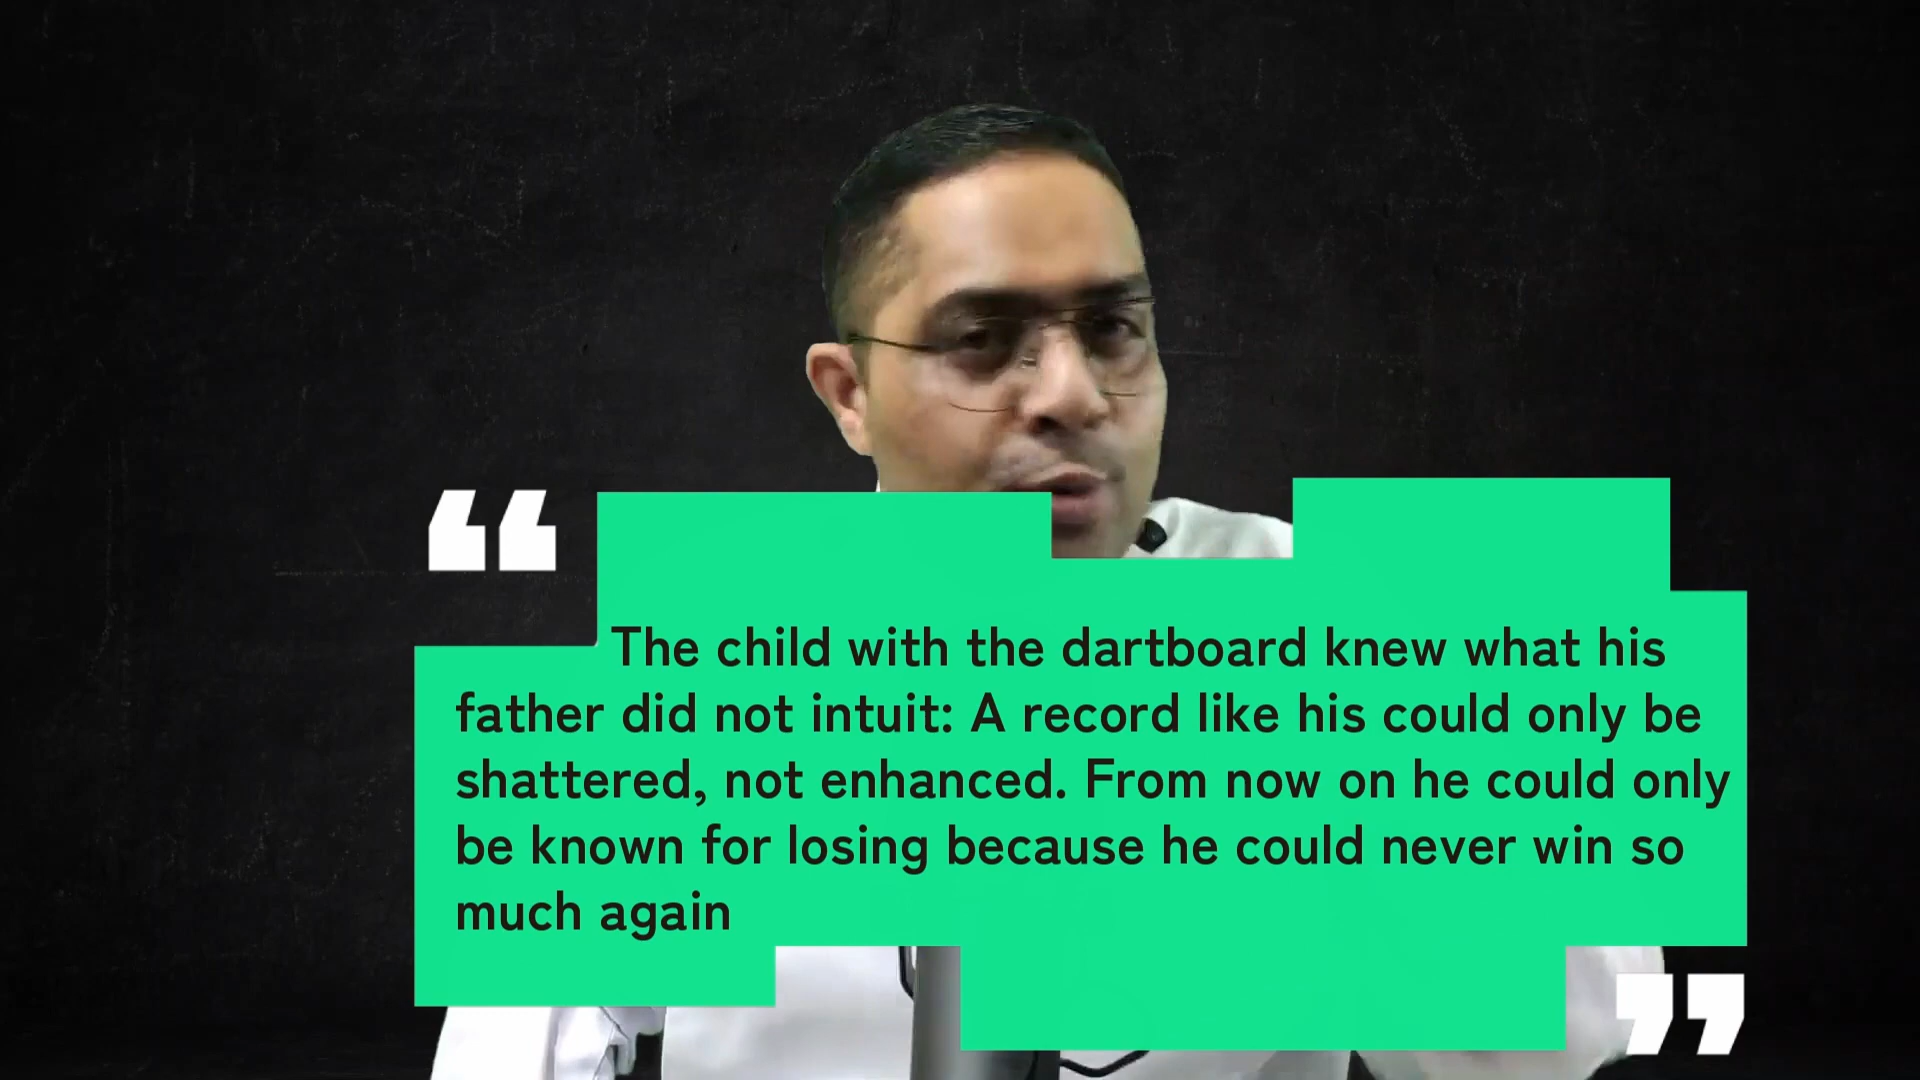 The child with the dartboard knew what his
father did not intuit: A record like his could only be
shattered, not enhanced. From now on he could only
be known for losing because he could never win so
much again